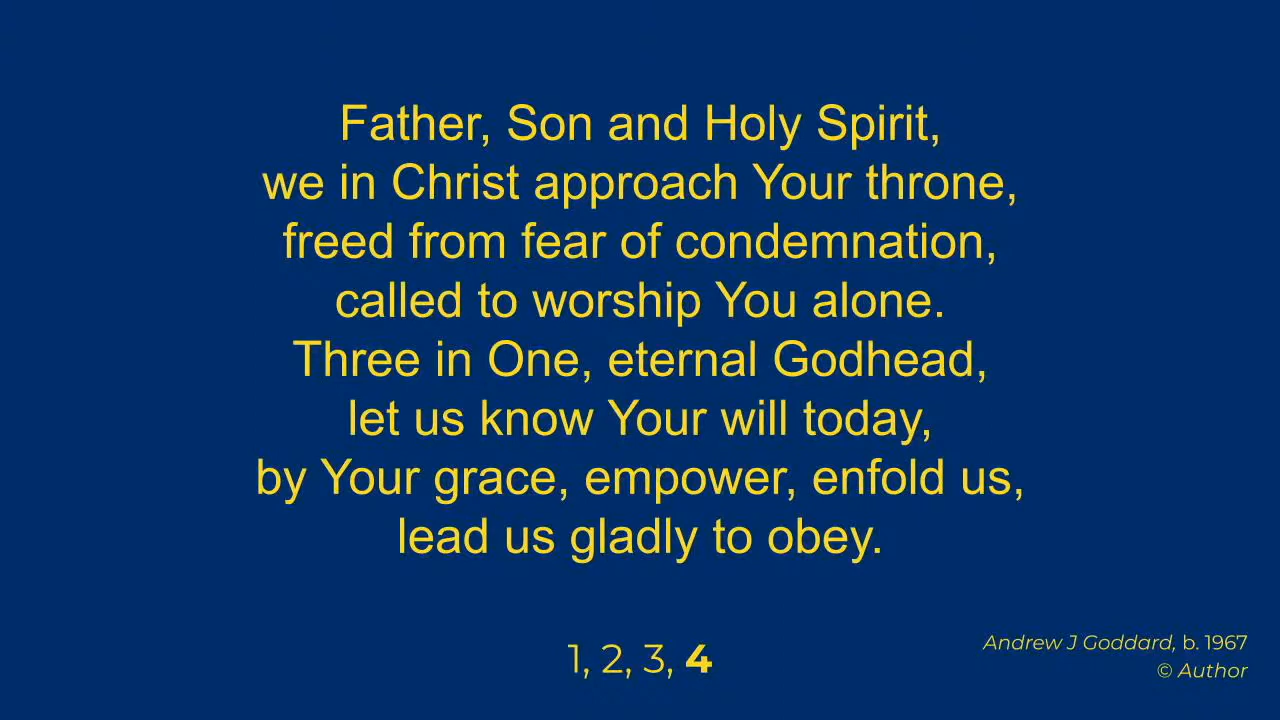 Father, Son and Holy Spirit,
we in Christ approach Your throne,
freed from fear of condemnation,
called to worship You alone.
Three in One, eternal Godhead,
let us know Your will today,
by Your grace, empower, enfold us,
lead us gladly to obey.
1, 2, 3, 4
Andrew J Goddard, b. 1967
© Author